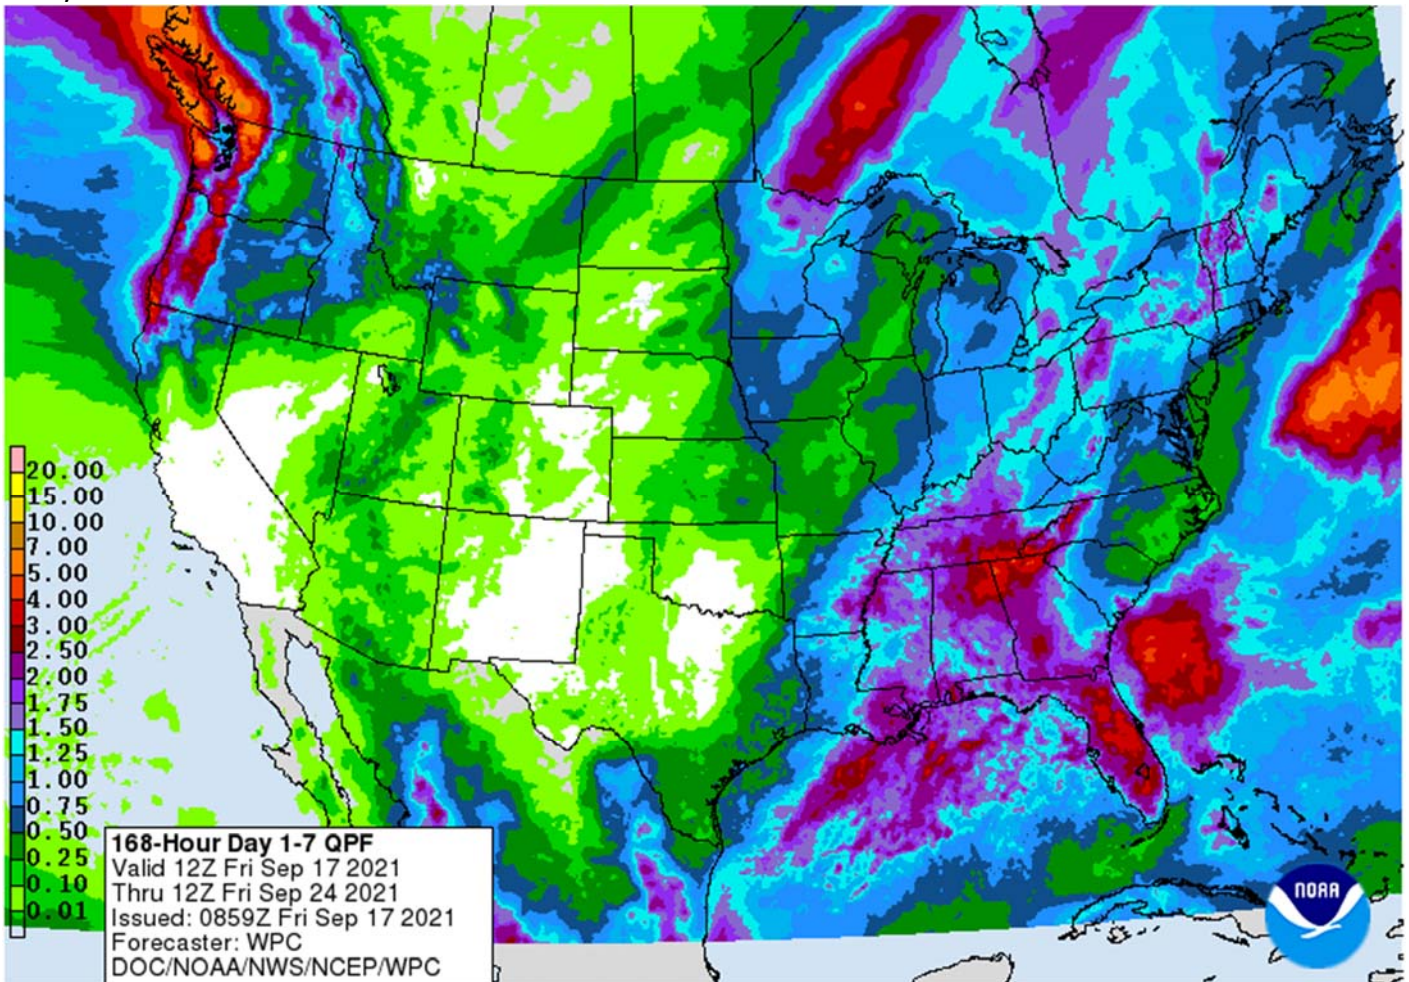 20.00
15.00
10.00
7.00
5.00
4.00
3.00
2.50
2.00
1.75
1.50
1.25
1.00
0.75
0.50
0.25
0.10
0.01
168-Hour Day 1-7 QPF
Valid 12Z Fri Sep 17 2021
Thru 12Z Fri Sep 24 2021
Issued: 0859Z Fri Sep 17 2021
Forecaster: WPC
DOC/NOAA/NWS/NCEP/WPC
NOAA